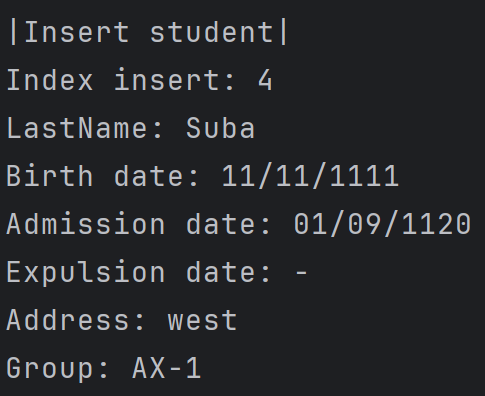 |Insert student|
Index insert: 4
LastName: Suba
Birth date: 11/11/1111
Admission date: 01/09/1120
Expulsion date: -
Address: west
Group: AX-1